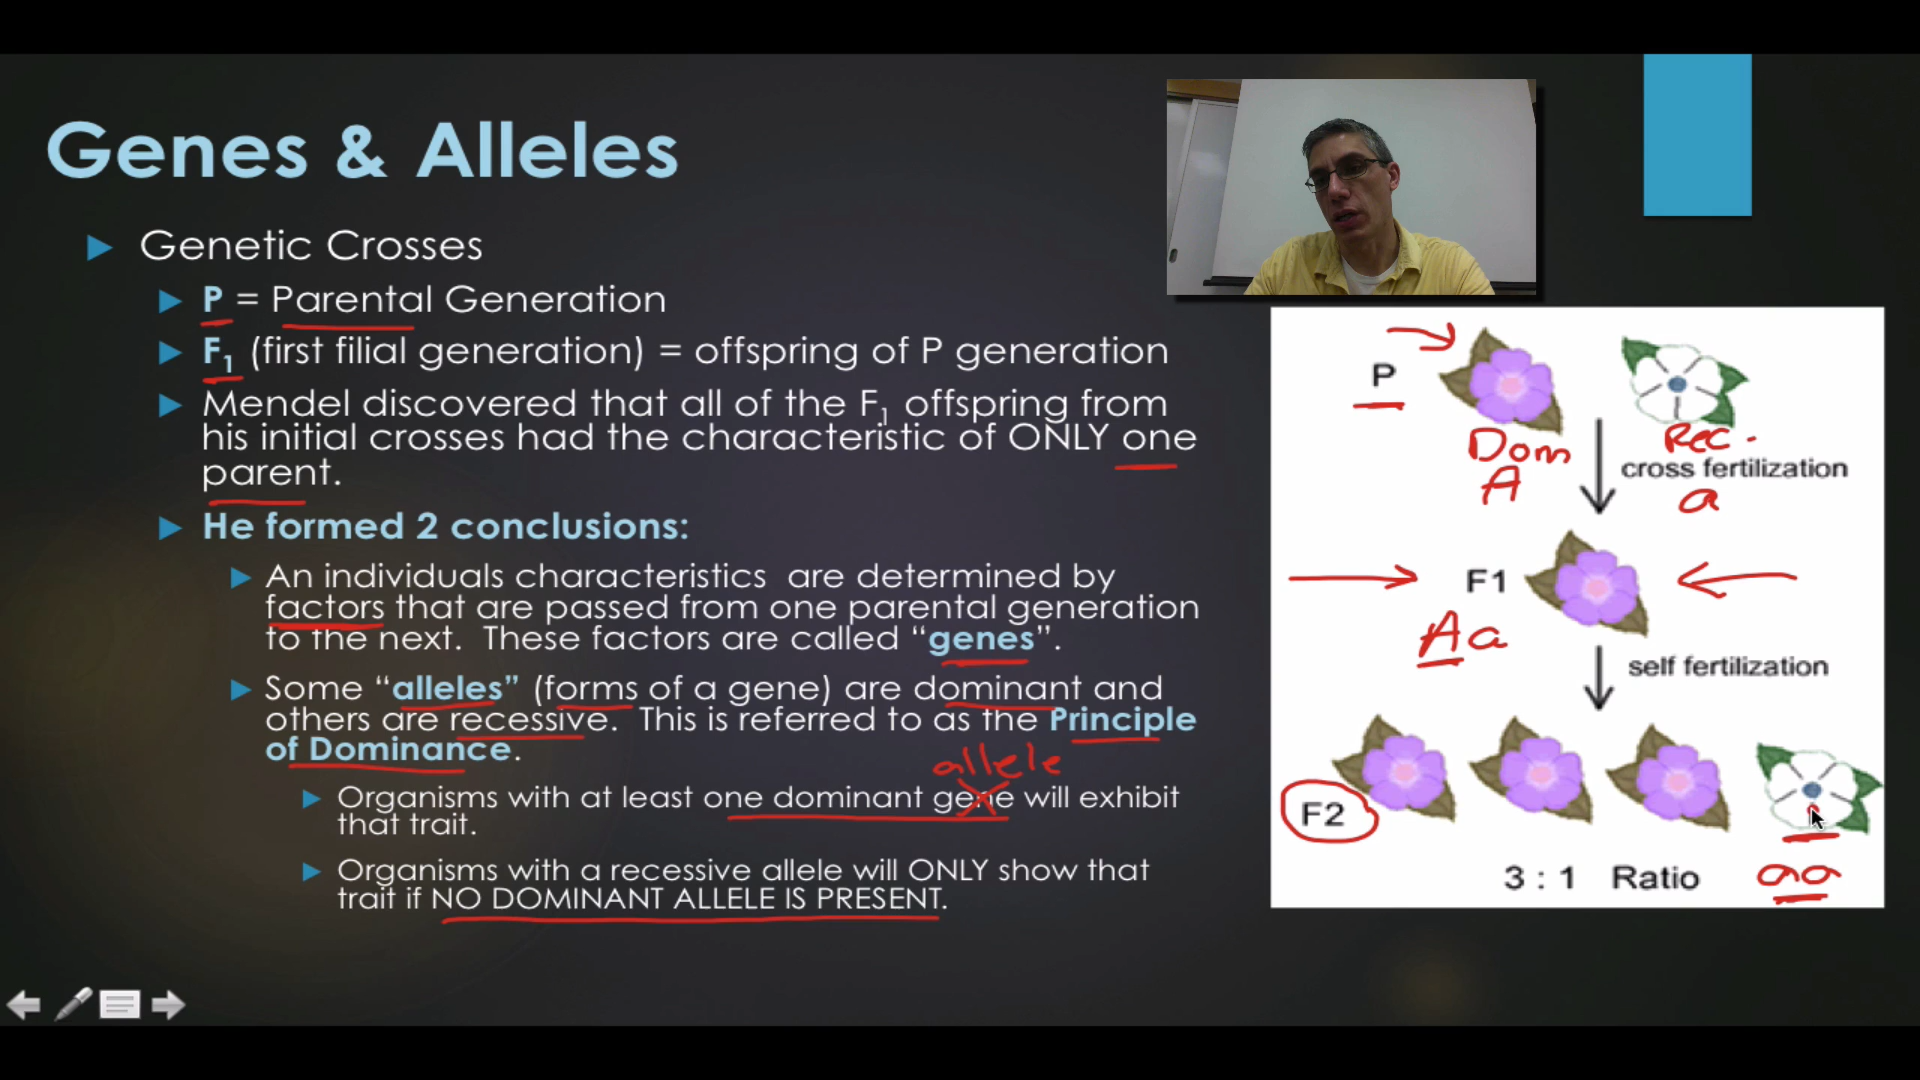 Genes & Alleles
Genetic Crosses
P = Parental Generation
F1 (first filial generation) = offspring of P generation
Mendel discovered that all of the F1 offspring from
his initial crosses had the characteristic of ONLY one
parent.
He formed 2 conclusions:
An individuals characteristics are determined by
factors that are passed from one parental generation
to the next. These factors are called “genes”.
Some “alleles” (forms of a gene) are dominant and
others are recessive. This is referred to as the Principle
of Dominance.
allele
Organisms with at least one dominant gene will exhibit
that trait.
Organisms with a recessive allele will ONLY show that
trait if NO DOMINANT ALLELE IS PRESENT.
P
Dom
Rec.
cross fertilization
A
a
F1
Aa
self fertilization
F2
3 : 1 Ratio
aa